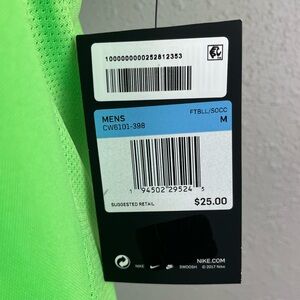 1000000000252812353
MENS
FTBLL/SOCC
CW6101-398
M
1 94502 29524 5
SUGGESTED RETAIL
$25.00
NIKE.COM
NIKE
SWOOSH
© 2017 Nike